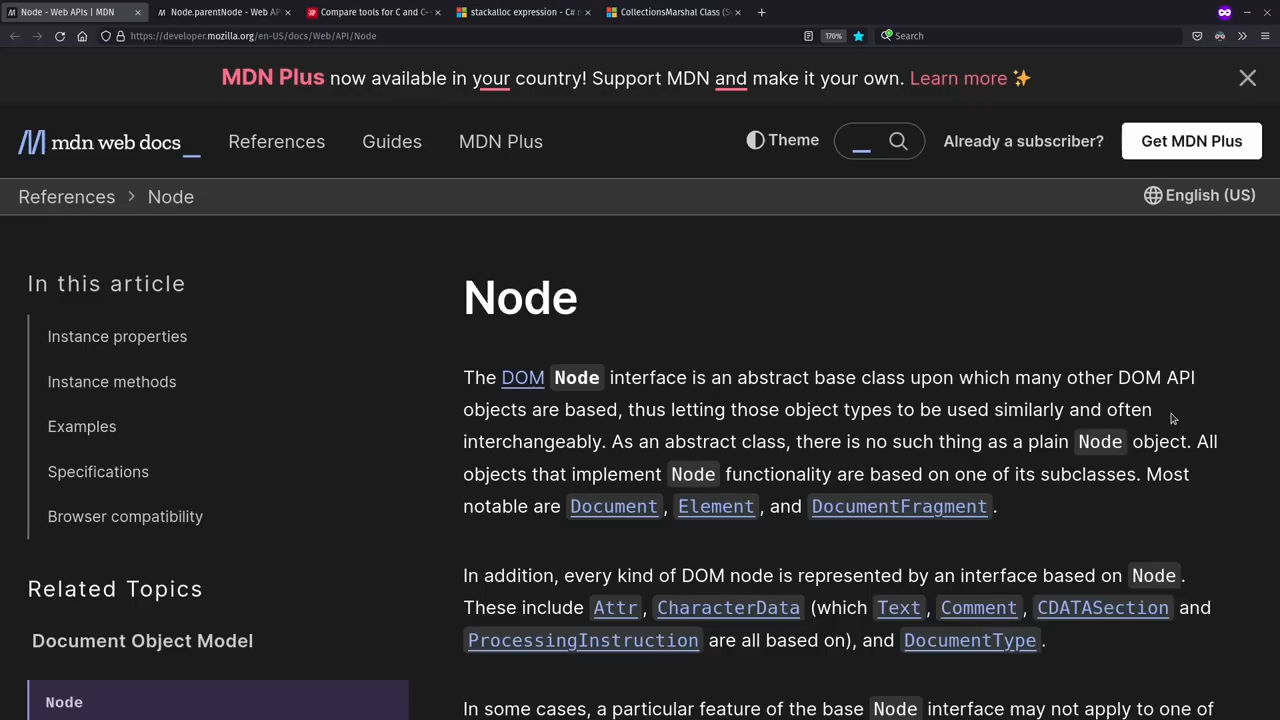 Node - Web APIs | MDN
Node.parentNode - Web AP
Compare tools for C and C
stackalloc expression - C# r
CollectionsMarshal Class (Sy
https://developer.mozilla.org/en-US/docs/Web/API/Node
170%
Search
MDN Plus now available in your country! Support MDN and make it your own. Learn more ✨
mdn web docs_
References
Guides
MDN Plus
Theme
Already a subscriber?
Get MDN Plus
References > Node
English (US)
In this article
Instance properties
Instance methods
Examples
Specifications
Browser compatibility
Related Topics
Document Object Model
Node
Node
The DOM Node interface is an abstract base class upon which many other DOM API
objects are based, thus letting those object types to be used similarly and often
interchangeably. As an abstract class, there is no such thing as a plain Node object. All
objects that implement Node functionality are based on one of its subclasses. Most
notable are Document, Element, and DocumentFragment.
In addition, every kind of DOM node is represented by an interface based on Node.
These include Attr, CharacterData (which Text, Comment, CDATASection and
ProcessingInstruction are all based on), and DocumentType.
In some cases, a particular feature of the base Node interface may not apply to one of